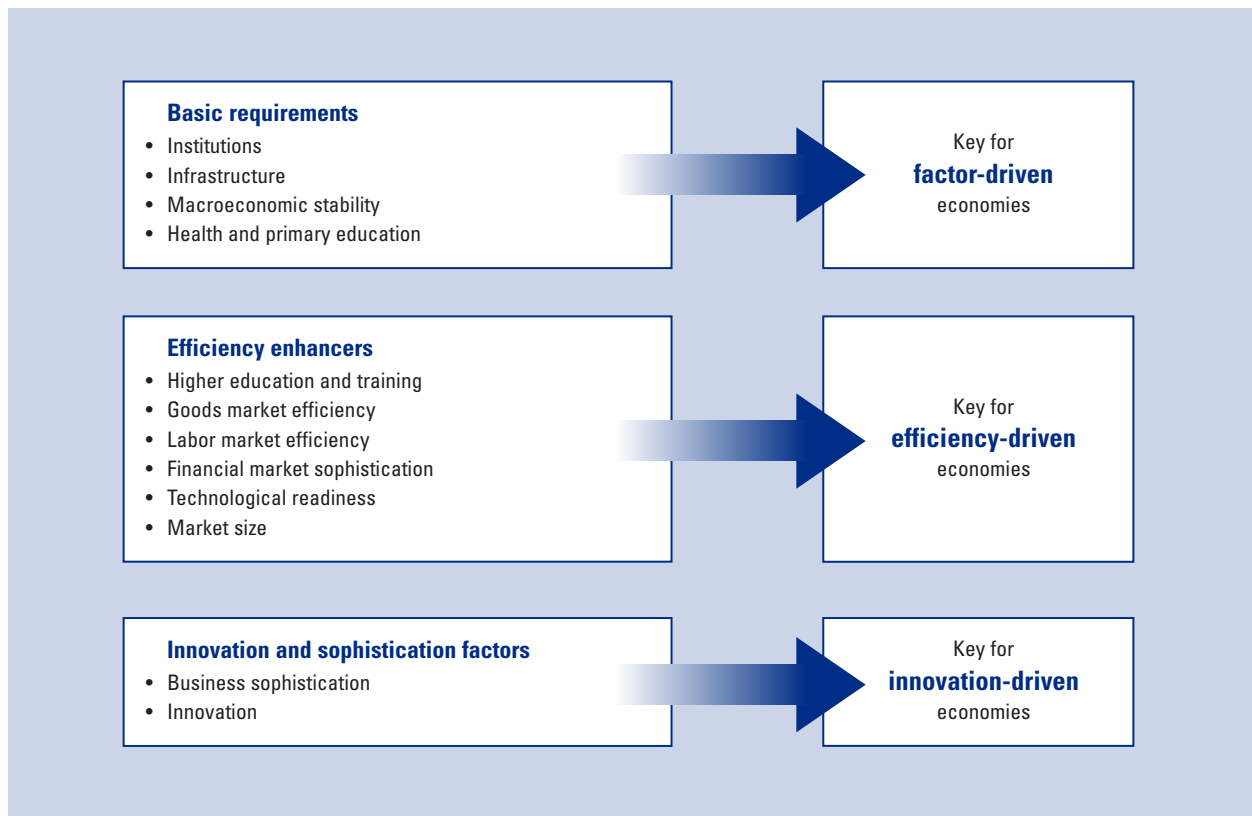 Basic requirements
• Institutions
• Infrastructure
• Macroeconomic stability
• Health and primary education
Key for
factor-driven
economies
Efficiency enhancers
• Higher education and training
• Goods market efficiency
• Labor market efficiency
• Financial market sophistication
• Technological readiness
• Market size
Key for
efficiency-driven
economies
Innovation and sophistication factors
• Business sophistication
• Innovation
Key for
innovation-driven
economies